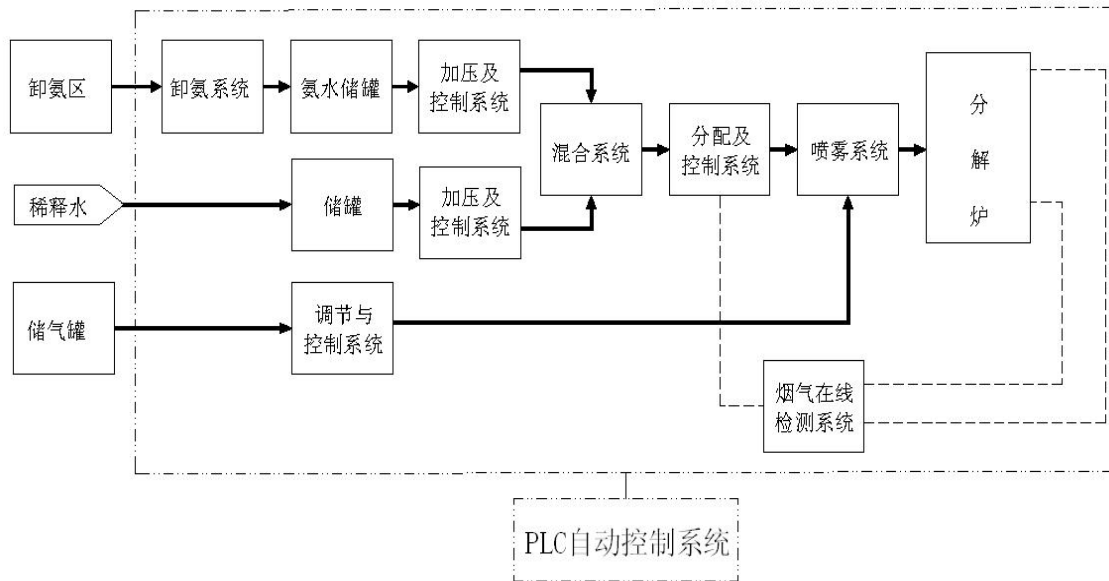 卸氨区
卸氨系统
氨水储罐
加压及
控制系统
混合系统
分配及
控制系统
喷雾系统
分
解
炉
稀释水
储罐
加压及
控制系统
储气罐
调节与
控制系统
烟气在线
检测系统
PLC自动控制系统